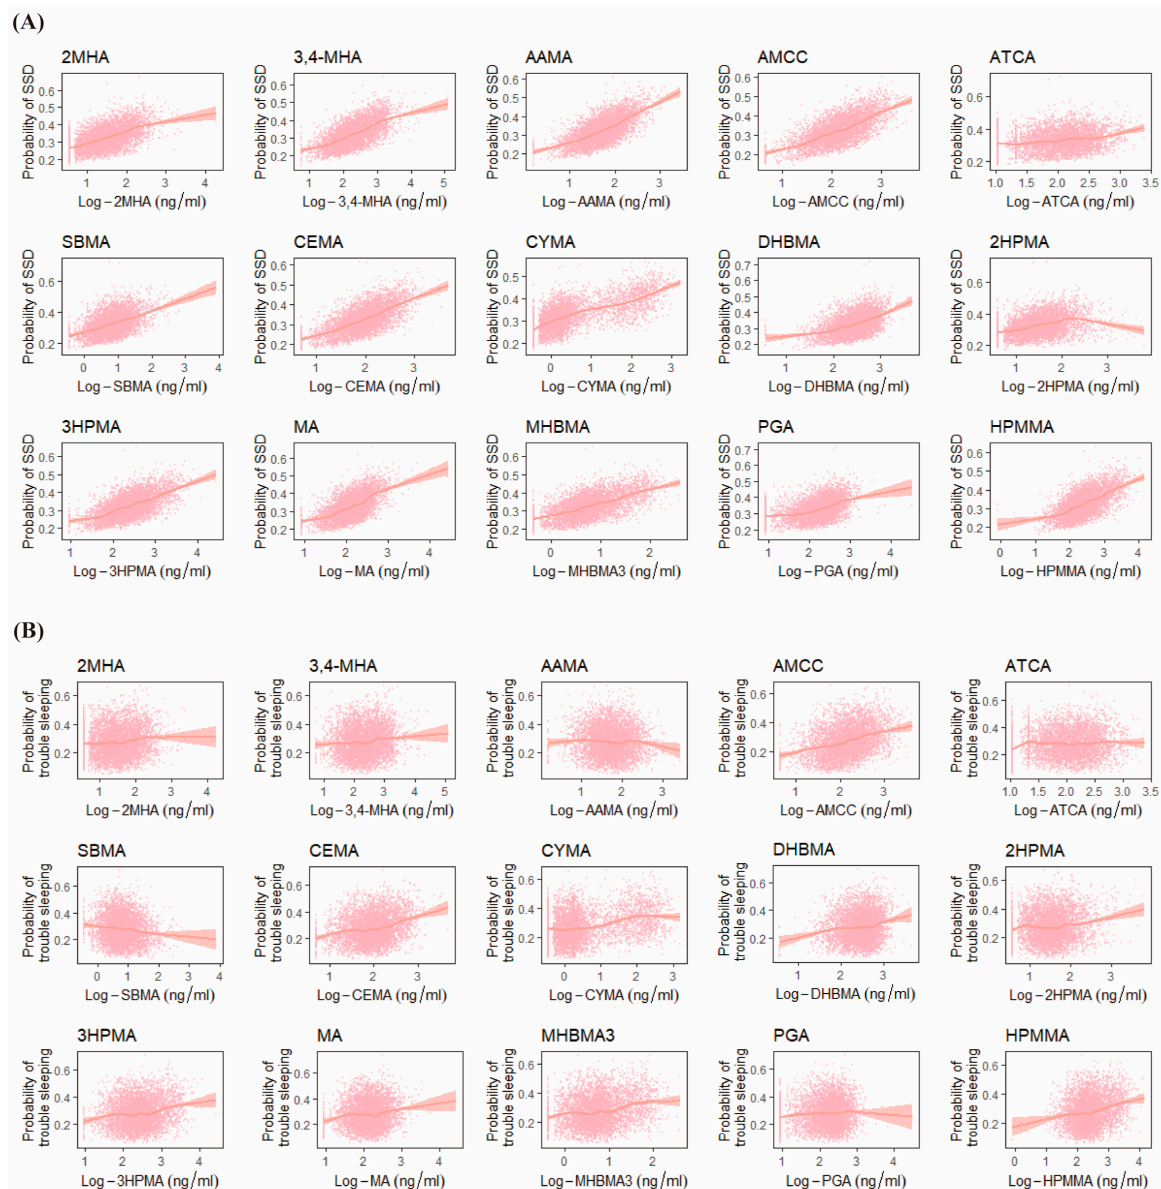 (A)
2MHA 3,4-MHA AAMA AMCC ATCA
Probability of SSD Probability of SSD Probability of SSD Probability of SSD Probability of SSD
0.6 0.5 0.4 0.3 0.2
0.6 0.5 0.4 0.3 0.2
0.6 0.5 0.4 0.3 0.2
0.5 0.4 0.3 0.2
0.6 0.4 0.2
1 2 3 4
1 2 3 4 5
1 2 3
1 2 3
1.0 1.5 2.0 2.5 3.0 3.5
Log-2MHA (ng/ml) Log-3,4-MHA (ng/ml) Log-AAMA (ng/ml) Log-AMCC (ng/ml) Log-ATCA (ng/ml)
SBMA CEMA CYMA DHBMA 2HPMA
Probability of SSD Probability of SSD Probability of SSD Probability of SSD Probability of SSD
0.6 0.4 0.2
0.6 0.5 0.4 0.3 0.2
0.5 0.4 0.3 0.2
0.7 0.6 0.5 0.4 0.3 0.2
0.6 0.4 0.2
0 1 2 3 4
1 2 3
0 1 2 3
1 2 3
1 2 3
Log-SBMA (ng/ml) Log-CEMA (ng/ml) Log-CYMA (ng/ml) Log-DHBMA (ng/ml) Log-2HPMA (ng/ml)
3HPMA MA MHBMA PGA HPMMA
Probability of SSD Probability of SSD Probability of SSD Probability of SSD Probability of SSD
0.6 0.5 0.4 0.3 0.2
0.6 0.5 0.4 0.3 0.2
0.6 0.5 0.4 0.3 0.2
0.7 0.6 0.5 0.4 0.3 0.2
0.6 0.5 0.4 0.3 0.2
1 2 3 4
1 2 3 4
0 1 2
1 2 3 4
0 1 2 3 4
Log-3HPMA (ng/ml) Log-MA (ng/ml) Log-MHBMA3 (ng/ml) Log-PGA (ng/ml) Log-HPMMA (ng/ml)
(B)
2MHA 3,4-MHA AAMA AMCC ATCA
Probability of trouble sleeping Probability of trouble sleeping Probability of trouble sleeping Probability of trouble sleeping Probability of trouble sleeping
0.6 0.4 0.2
0.6 0.4 0.2
0.6 0.4 0.2
0.6 0.4 0.2
0.6 0.4 0.2
1 2 3 4
1 2 3 4 5
1 2 3
1 2 3
1.0 1.5 2.0 2.5 3.0 3.5
Log-2MHA (ng/ml) Log-3,4-MHA (ng/ml) Log-AAMA (ng/ml) Log-AMCC (ng/ml) Log-ATCA (ng/ml)
SBMA CEMA CYMA DHBMA 2HPMA
Probability of trouble sleeping Probability of trouble sleeping Probability of trouble sleeping Probability of trouble sleeping Probability of trouble sleeping
0.6 0.4 0.2
0.6 0.4 0.2
0.6 0.4 0.2
0.6 0.4 0.2
0.6 0.4 0.2
0 1 2 3 4
1 2 3
0 1 2 3
1 2 3
1 2 3
Log-SBMA (ng/ml) Log-CEMA (ng/ml) Log-CYMA (ng/ml) Log-DHBMA (ng/ml) Log-2HPMA (ng/ml)
3HPMA MA MHBMA3 PGA HPMMA
Probability of trouble sleeping Probability of trouble sleeping Probability of trouble sleeping Probability of trouble sleeping Probability of trouble sleeping
0.6 0.4 0.2
0.6 0.4 0.2
0.6 0.4 0.2
0.6 0.4 0.2
0.6 0.4 0.2
1 2 3 4
1 2 3 4
0 1 2
1 2 3 4
0 1 2 3 4
Log-3HPMA (ng/ml) Log-MA (ng/ml) Log-MHBMA3 (ng/ml) Log-PGA (ng/ml) Log-HPMMA (ng/ml)